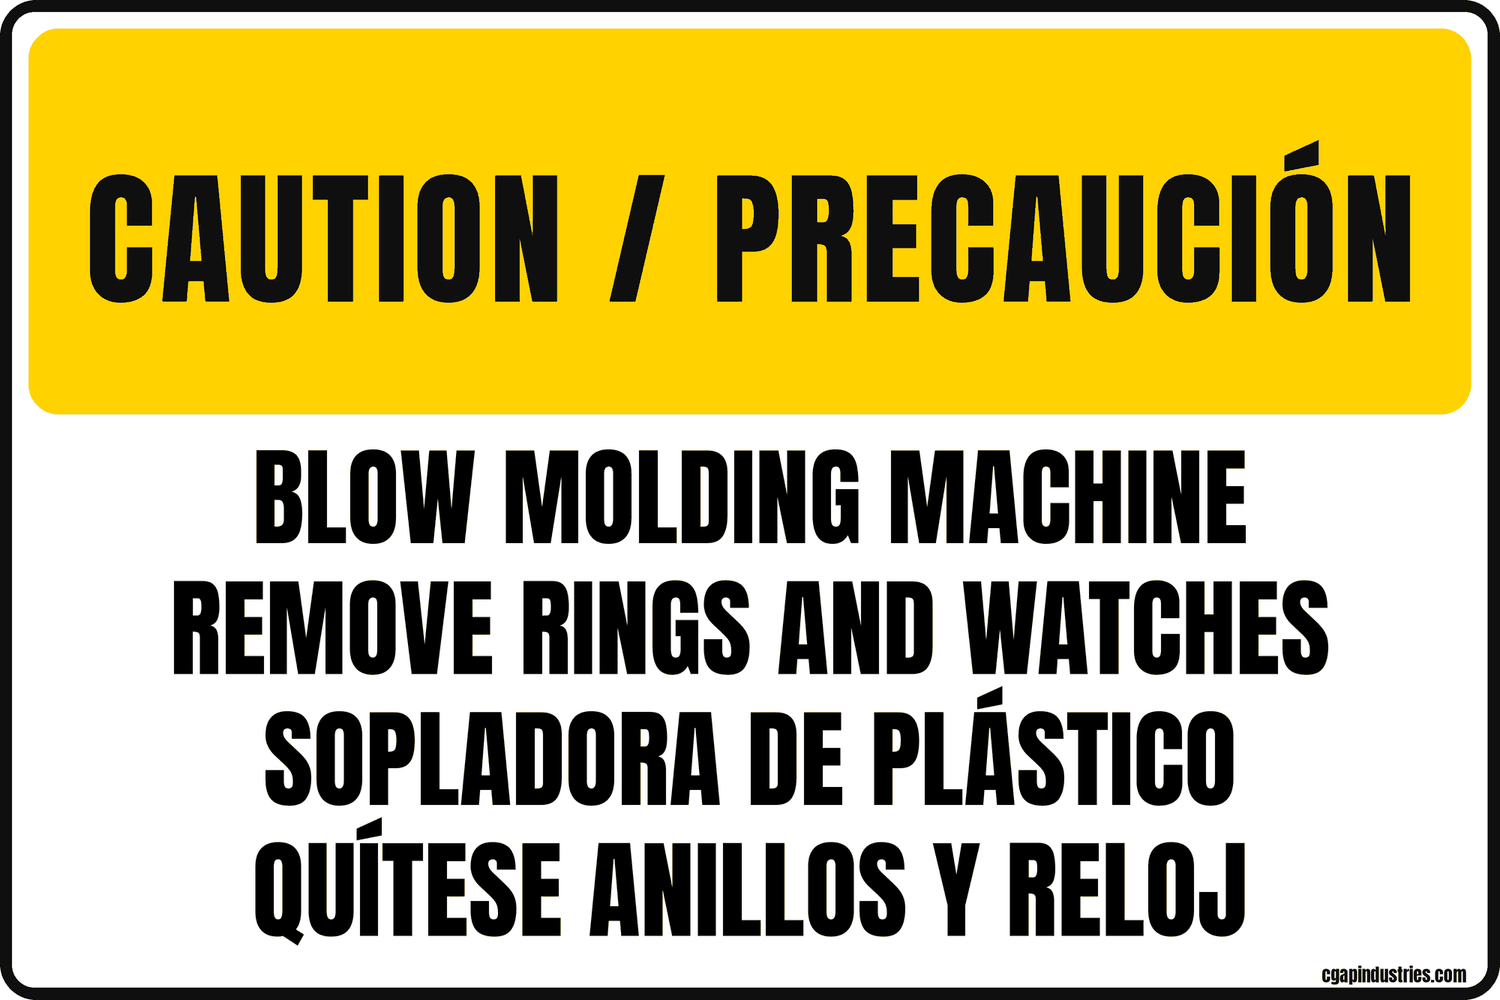 CAUTION / PRECAUCIÓN
BLOW MOLDING MACHINE
REMOVE RINGS AND WATCHES
SOPLADORA DE PLÁSTICO
QUÍTESE ANILLOS Y RELOJ
cgapindustries.com